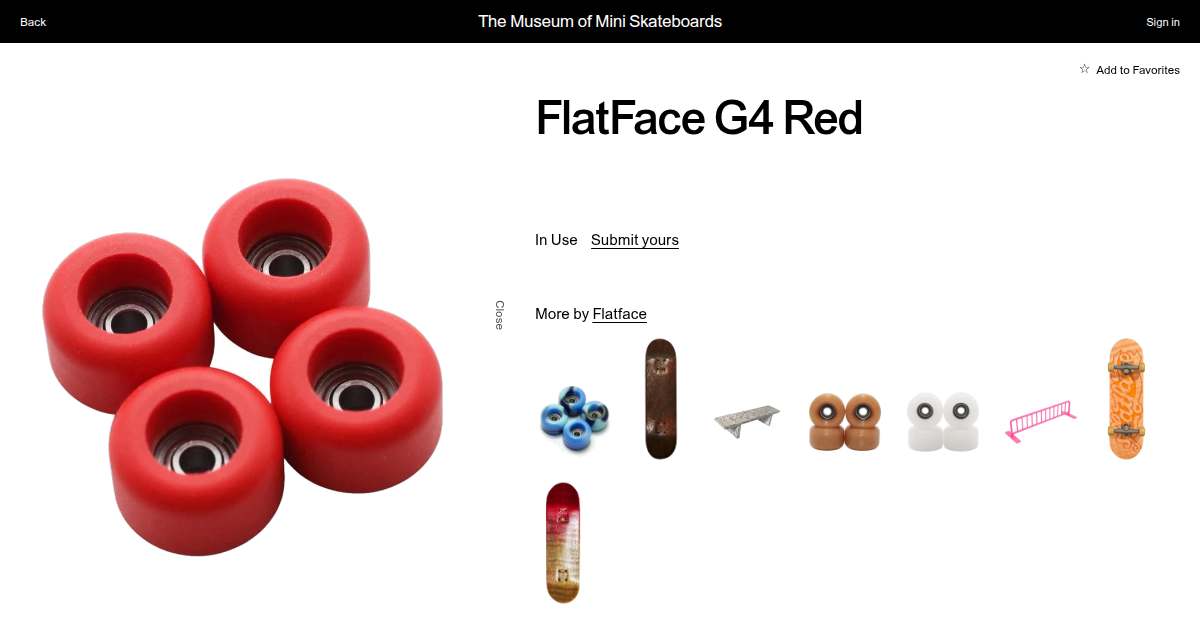 Back
The Museum of Mini Skateboards
Sign in
☆ Add to Favorites
FlatFace G4 Red
In Use Submit yours
Close
More by Flatface